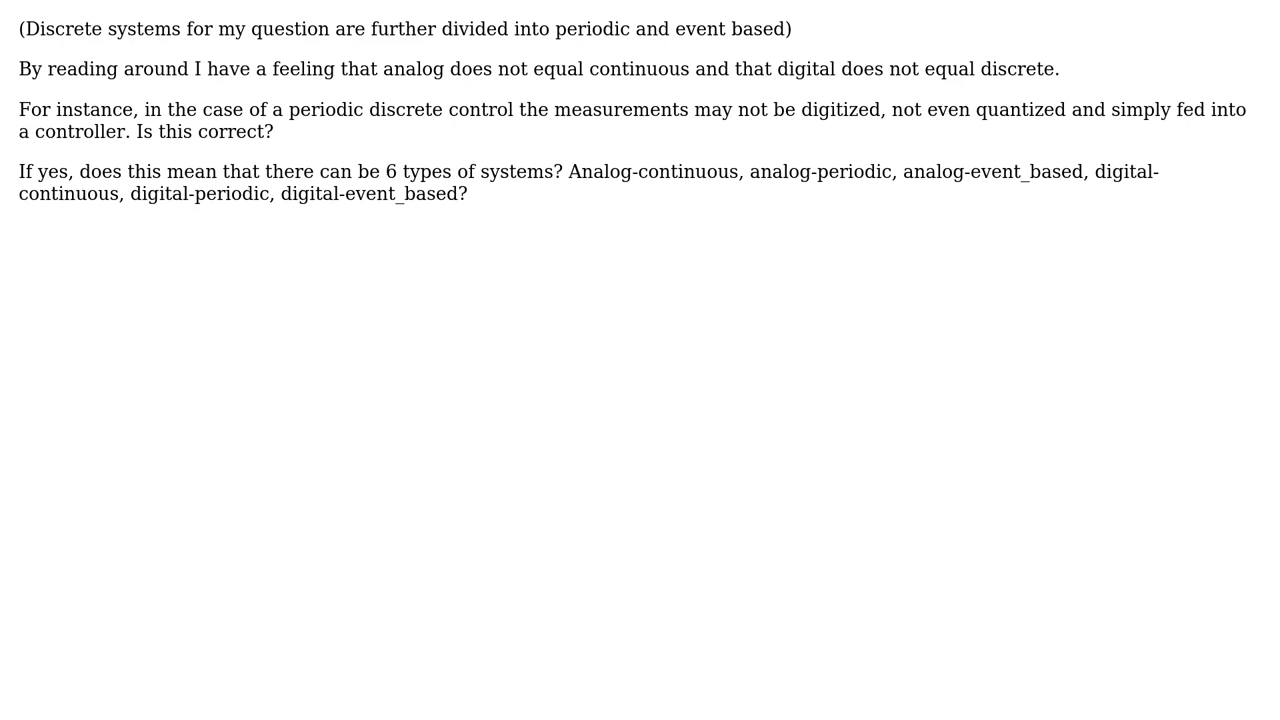 (Discrete systems for my question are further divided into periodic and event based)
By reading around I have a feeling that analog does not equal continuous and that digital does not equal discrete.
For instance, in the case of a periodic discrete control the measurements may not be digitized, not even quantized and simply fed into
a controller. Is this correct?
If yes, does this mean that there can be 6 types of systems? Analog-continuous, analog-periodic, analog-event_based, digital-
continuous, digital-periodic, digital-event_based?